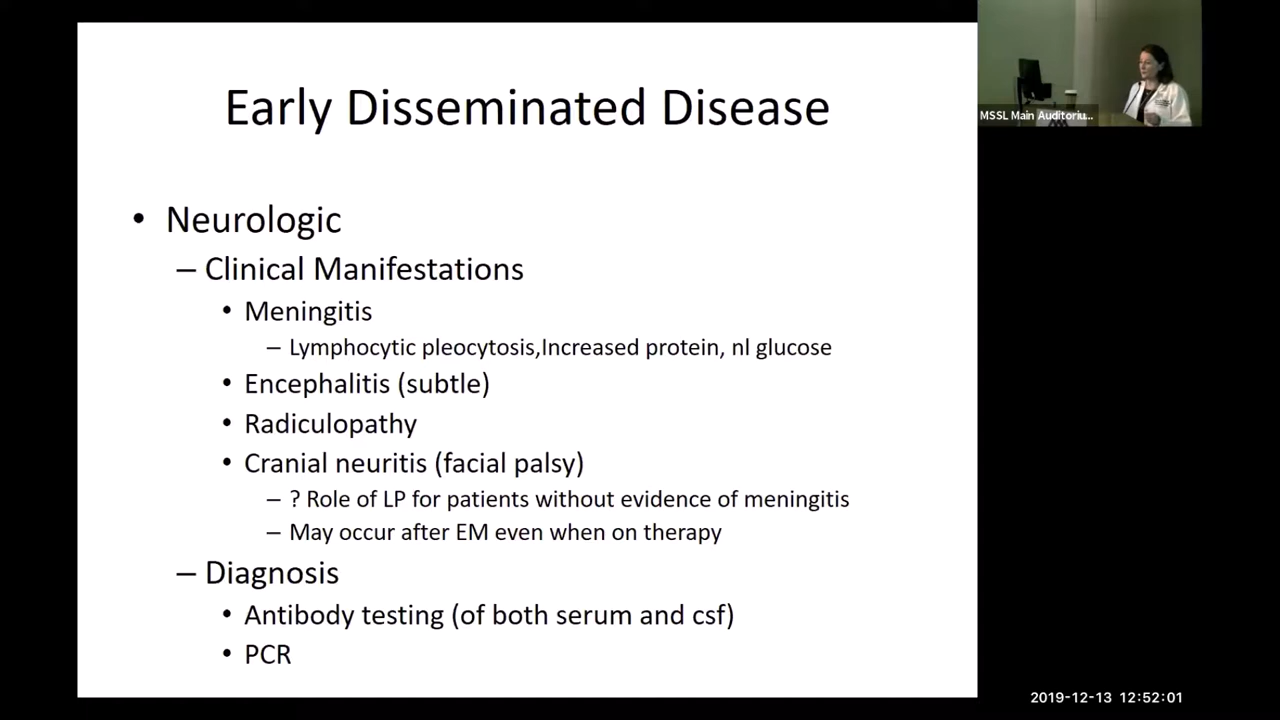 Early Disseminated Disease
• Neurologic
– Clinical Manifestations
• Meningitis
– Lymphocytic pleocytosis,Increased protein, nl glucose
• Encephalitis (subtle)
• Radiculopathy
• Cranial neuritis (facial palsy)
– ? Role of LP for patients without evidence of meningitis
– May occur after EM even when on therapy
– Diagnosis
• Antibody testing (of both serum and csf)
• PCR
MSSL Main Auditoriu...
2019-12-13 12:52:01